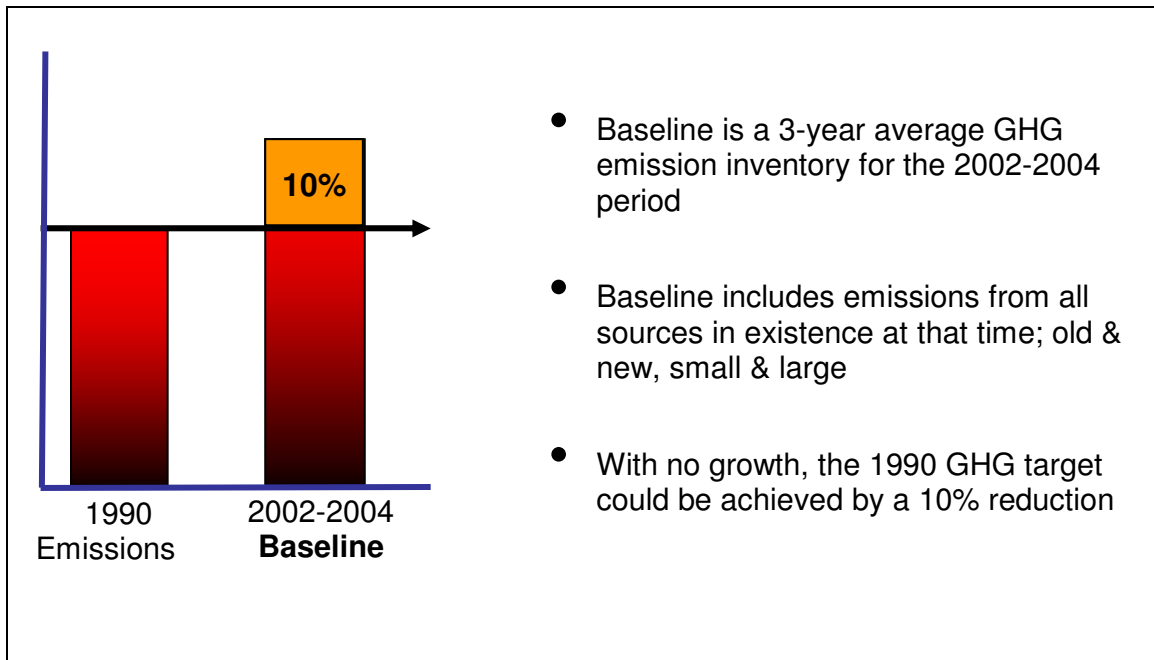 10%
1990
Emissions
2002-2004
Baseline
• Baseline is a 3-year average GHG
emission inventory for the 2002-2004
period
• Baseline includes emissions from all
sources in existence at that time; old &
new, small & large
• With no growth, the 1990 GHG target
could be achieved by a 10% reduction